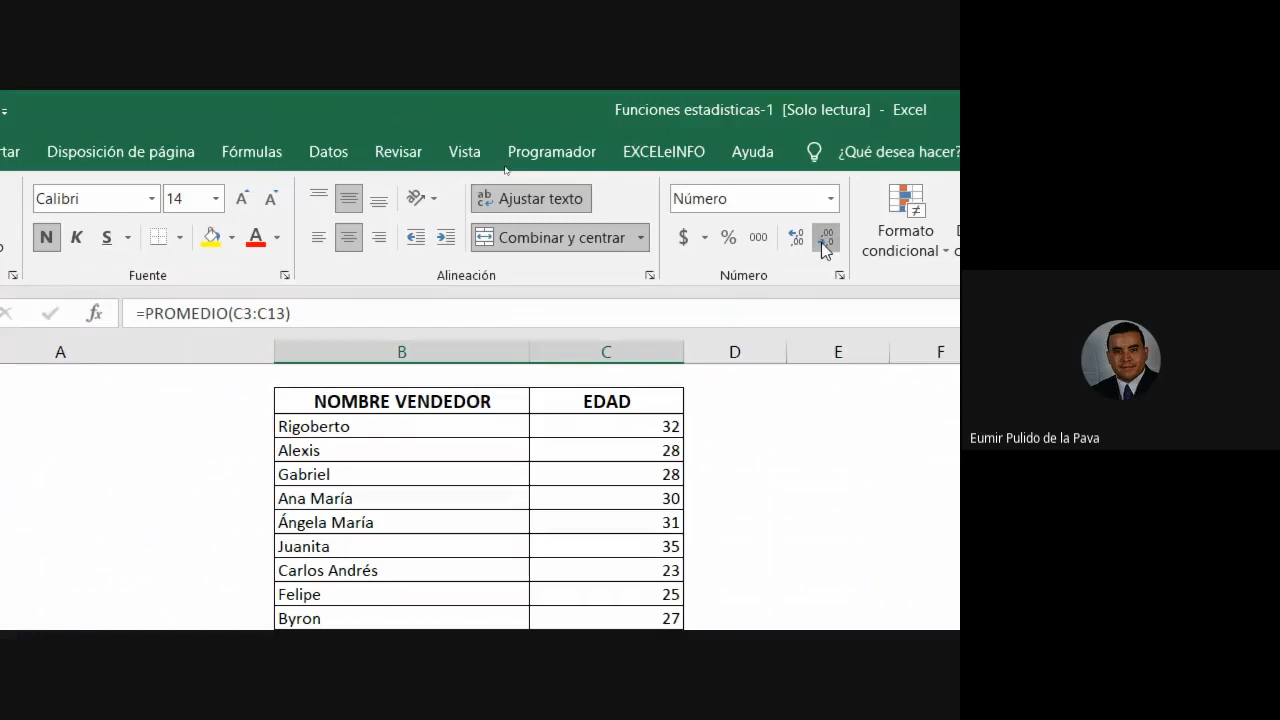 Funciones estadisticas-1 [Solo lectura] - Excel
rtar Disposición de página Fórmulas Datos Revisar Vista Programador EXCELeINFO Ayuda ¿Qué desea hacer?
Calibri 14 Ajustar texto Número
N K S Combinar y centrar $ % 000 Formato condicional
Fuente Alineación Número
fx =PROMEDIO(C3:C13)
A B C D E F
NOMBRE VENDEDOR EDAD
Rigoberto 32
Alexis 28
Gabriel 28
Ana María 30
Ángela María 31
Juanita 35
Carlos Andrés 23
Felipe 25
Byron 27
Eumir Pulido de la Pava